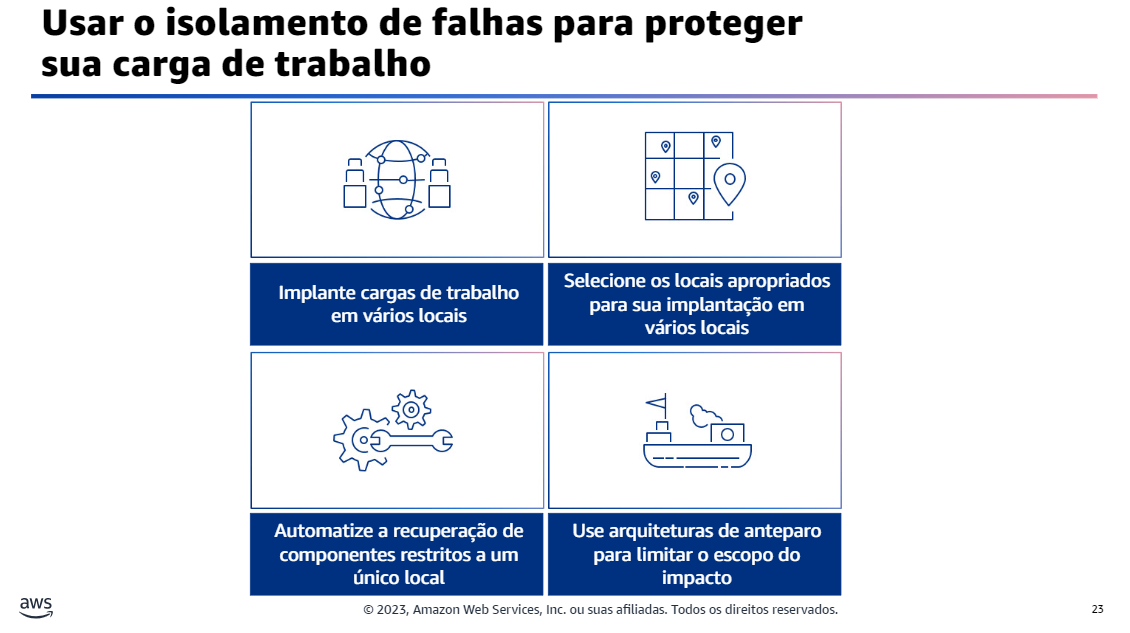 Usar o isolamento de falhas para proteger
sua carga de trabalho
Implante cargas de trabalho
em vários locais
Selecione os locais apropriados
para sua implantação em
vários locais
Automatize a recuperação de
componentes restritos a um
único local
Use arquiteturas de anteparo
para limitar o escopo do
impacto
aws
© 2023, Amazon Web Services, Inc. ou suas afiliadas. Todos os direitos reservados.
23